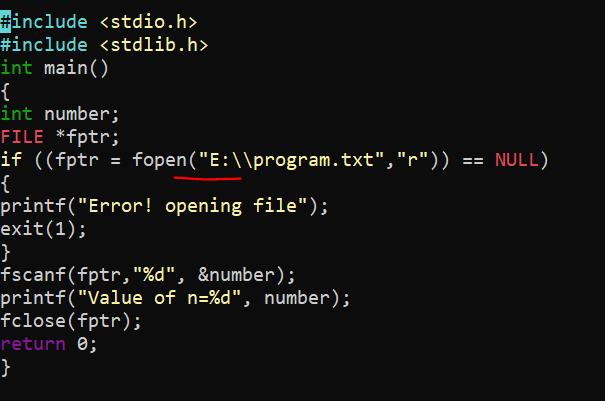 #include <stdio.h>
#include <stdlib.h>
int main()
{
int number;
FILE *fptr;
if ((fptr = fopen("E:\\program.txt","r")) == NULL)
{
printf("Error! opening file");
exit(1);
}
fscanf(fptr,"%d", &number);
printf("Value of n=%d", number);
fclose(fptr);
return 0;
}